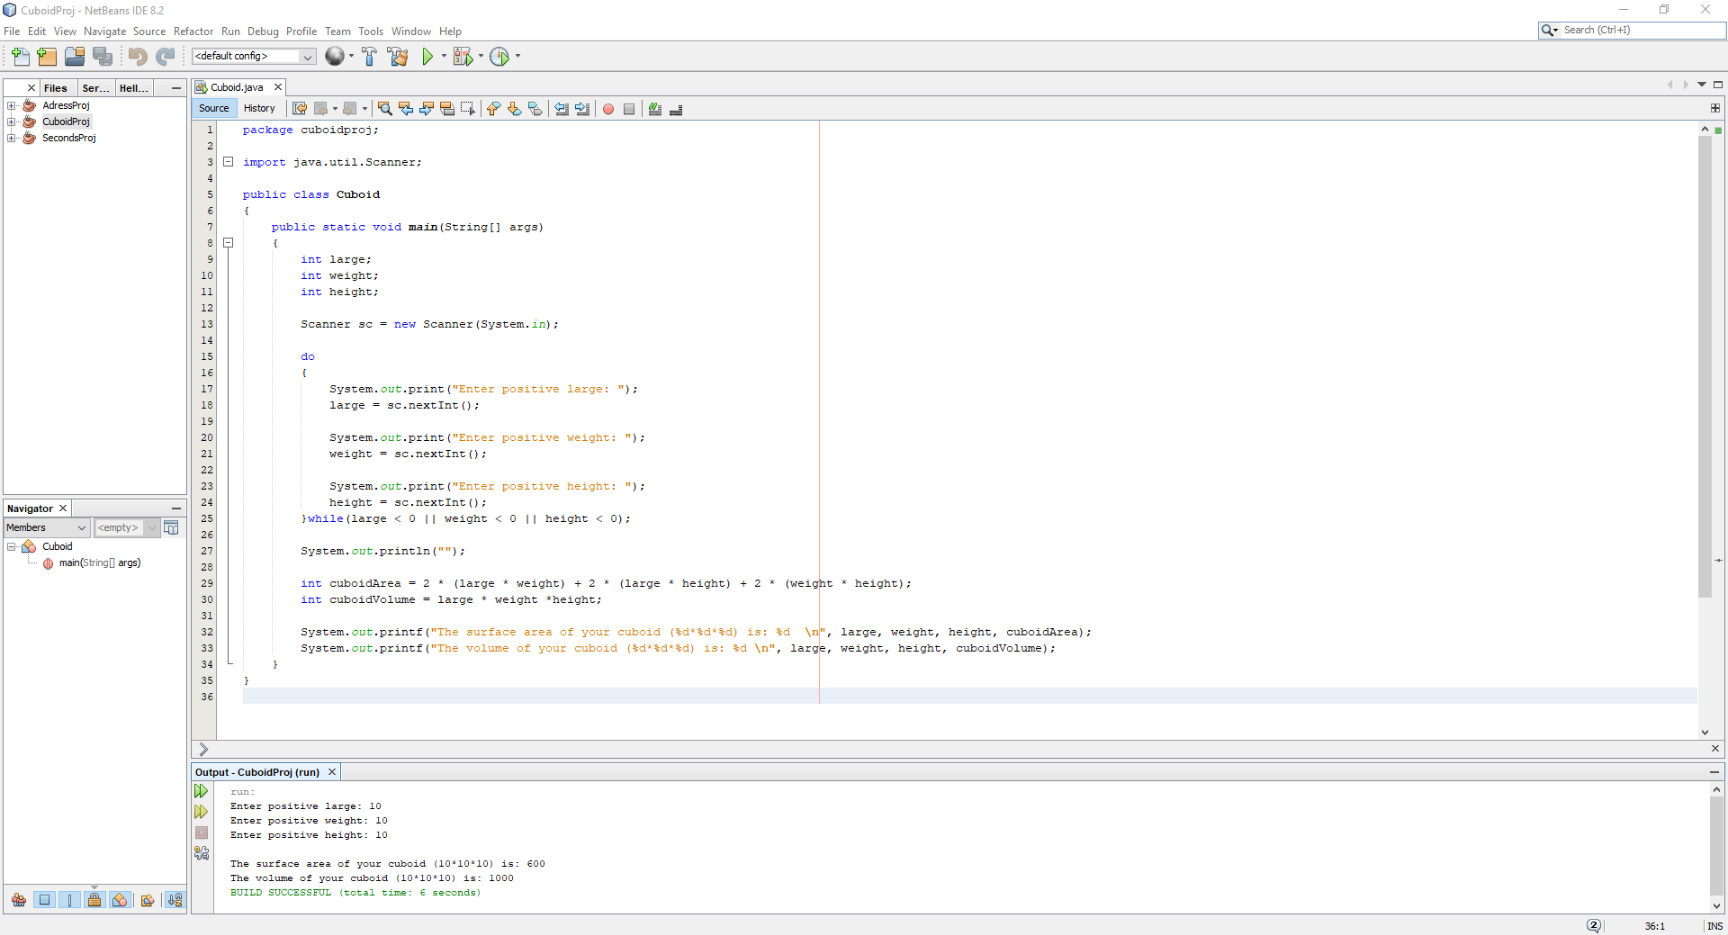 CuboidProj - NetBeans IDE 8.2
File Edit View Navigate Source Refactor Run Debug Profile Team Tools Window Help
Search (Ctrl+I)
<default config>
Files Ser... Hell...
AdressProj
CuboidProj
SecondsProj
Navigator
Members <empty>
Cuboid
main(String[] args)
Cuboid.java
Source History
1 package cuboidproj;
2
3 import java.util.Scanner;
4
5 public class Cuboid
6 {
7 public static void main(String[] args)
8 {
9 int large;
10 int weight;
11 int height;
12
13 Scanner sc = new Scanner(System.in);
14
15 do
16 {
17 System.out.print("Enter positive large: ");
18 large = sc.nextInt();
19
20 System.out.print("Enter positive weight: ");
21 weight = sc.nextInt();
22
23 System.out.print("Enter positive height: ");
24 height = sc.nextInt();
25 }while(large < 0 || weight < 0 || height < 0);
26
27 System.out.println("");
28
29 int cuboidArea = 2 * (large * weight) + 2 * (large * height) + 2 * (weight * height);
30 int cuboidVolume = large * weight *height;
31
32 System.out.printf("The surface area of your cuboid (%d*%d*%d) is: %d  \n", large, weight, height, cuboidArea);
33 System.out.printf("The volume of your cuboid (%d*%d*%d) is: %d \n", large, weight, height, cuboidVolume);
34 }
35 }
36
Output - CuboidProj (run)
run:
Enter positive large: 10
Enter positive weight: 10
Enter positive height: 10
The surface area of your cuboid (10*10*10) is: 600
The volume of your cuboid (10*10*10) is: 1000
BUILD SUCCESSFUL (total time: 6 seconds)
2 36:1 INS